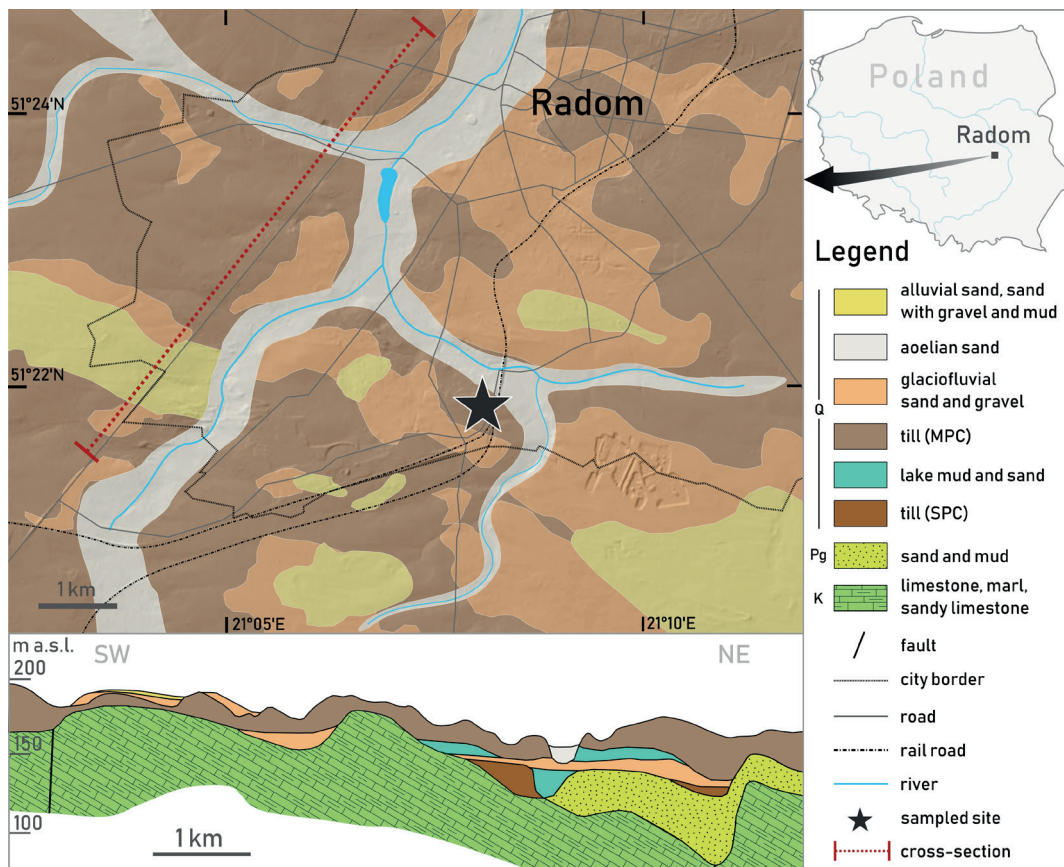 51°24'N
51°22'N
Radom
1 km
21°05'E
21°10'E
Poland
Radom
Legend
Q
alluvial sand, sand
with gravel and mud
aoelian sand
glaciofluvial
sand and gravel
till (MPC)
lake mud and sand
till (SPC)
Pg
sand and mud
K
limestone, marl,
sandy limestone
fault
city border
road
rail road
river
sampled site
cross-section
m a.s.l.
SW
NE
200
150
100
1 km